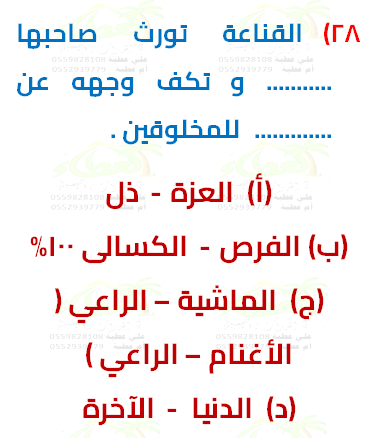 ٢٨) القناعة تورث صاحبها
........... و تكف وجهه عن
............. للمخلوقين .
(أ) العزة - ذل
(ب) الفرص - الكسالى ١٠٠%
(ج) الماشية – الراعي (
الأغنام – الراعي )
(د) الدنيا - الآخرة